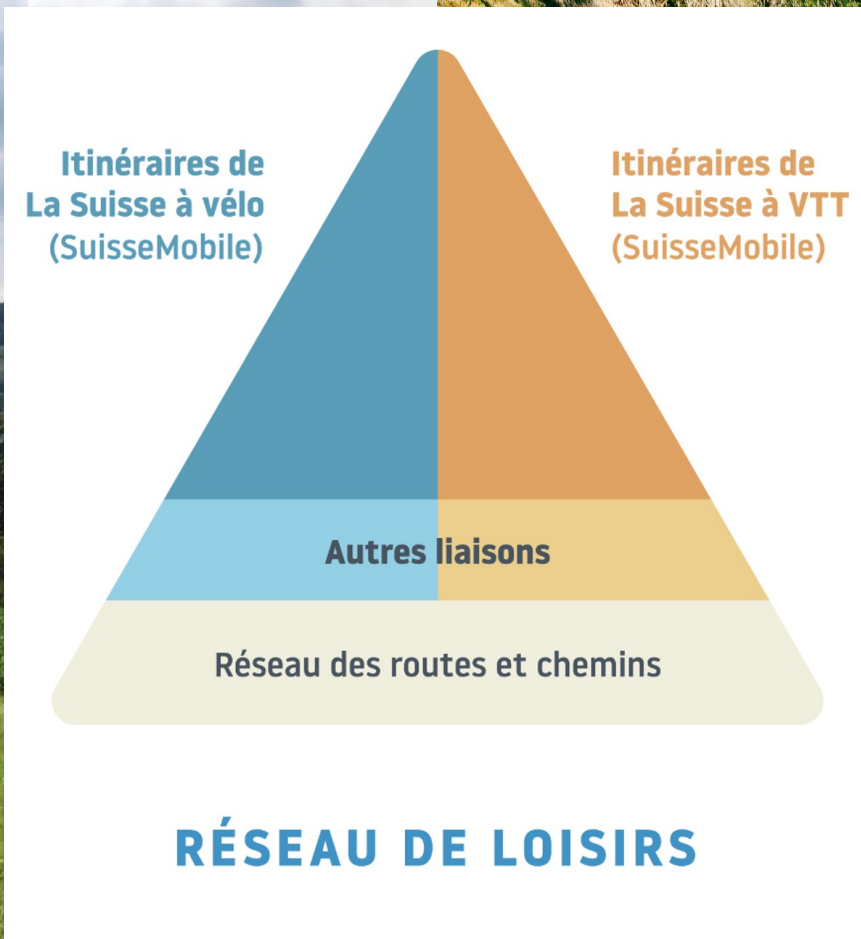 Itinéraires de
La Suisse à vélo
(SuisseMobile)
Itinéraires de
La Suisse à VTT
(SuisseMobile)
Autres liaisons
Réseau des routes et chemins
RÉSEAU DE LOISIRS